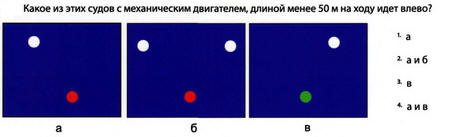 Какое из этих судов с механическим двигателем, длиной менее 50 м на ходу идет влево?
1. а
2. а и б
3. в
4. а и в
а б в